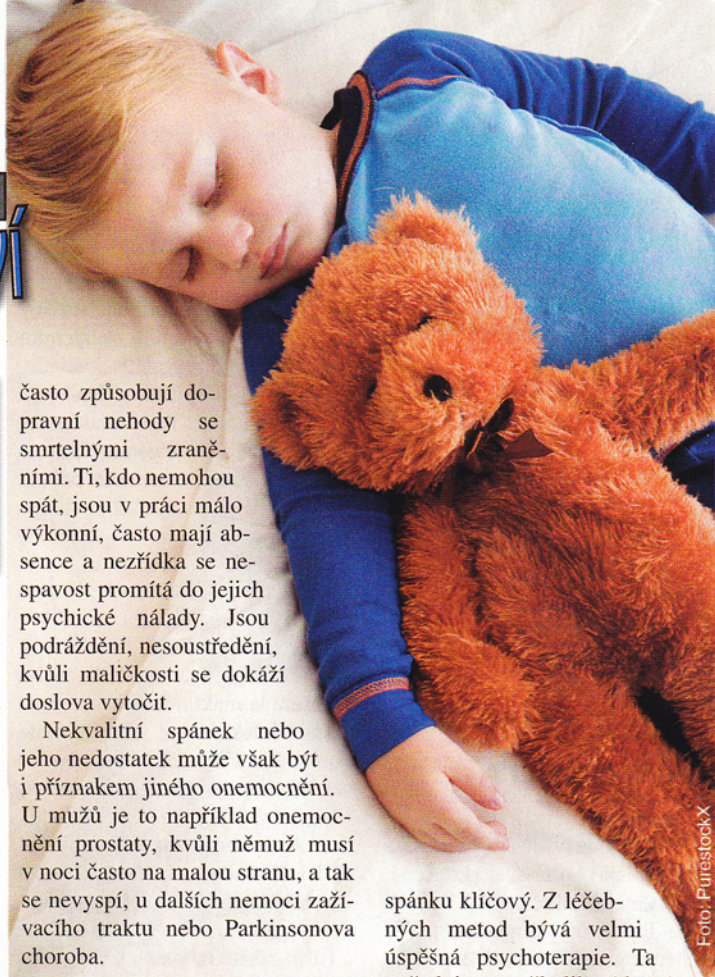 často způsobují do-
pravní nehody se
smrtelnými zraně-
ními. Ti, kdo nemohou
spát, jsou v práci málo
výkonní, často mají ab-
sence a nezřídka se ne-
spavost promítá do jejich
psychické nálady. Jsou
podráždění, nesoustředění,
kvůli maličkosti se dokáží
doslova vytočit.
Nekvalitní spánek nebo
jeho nedostatek může však být
i příznakem jiného onemocnění.
U mužů je to například onemoc-
nění prostaty, kvůli němuž musí
v noci často na malou stranu, a tak
se nevyspí, u dalších nemoci zaží-
vacího traktu nebo Parkinsonova
choroba.
spánku klíčový. Z léčeb-
ných metod bývá velmi
úspěšná psychoterapie. Ta
Foto: PurestockX